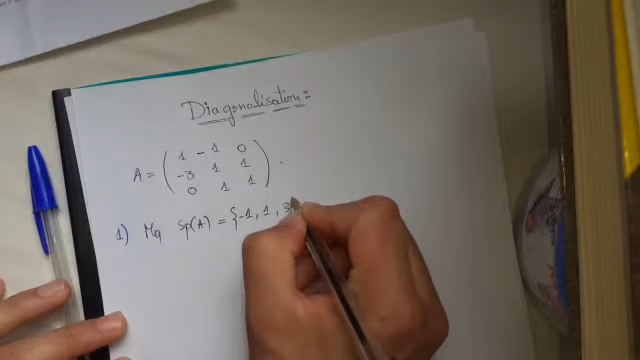 Diagonalisation:
A = ( 1 -1 0
-3 1 1
0 1 1 ) .
1) Mq Sp(A) = {-1, 1, 3